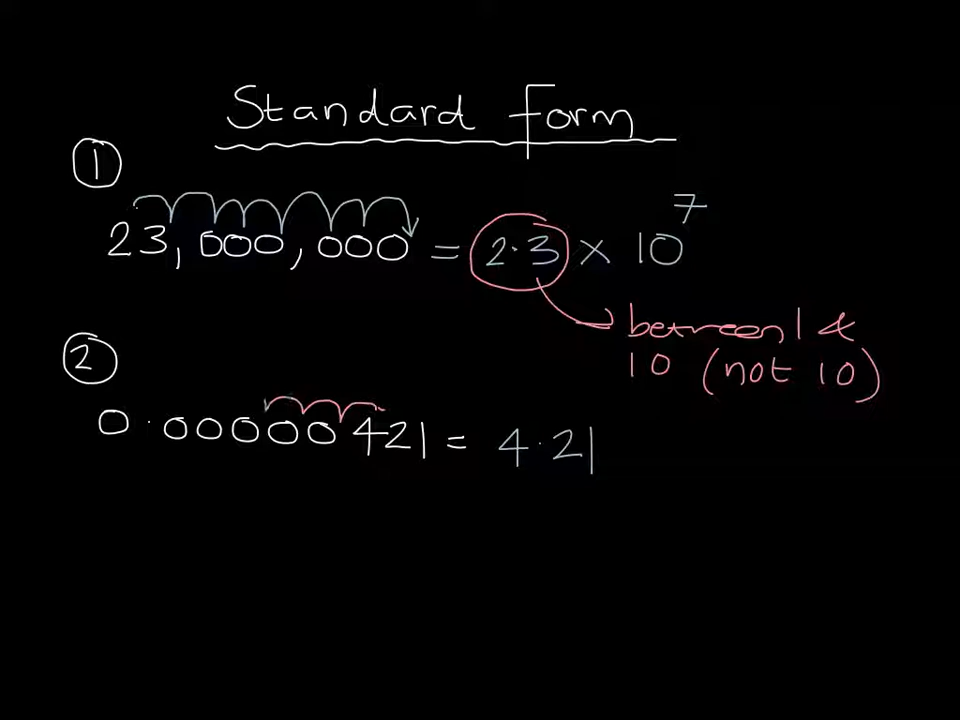 Standard form
①
23,000,000 = 2·3 × 10⁷
between 1 &
10 (not 10)
②
0·00000421 = 4·21